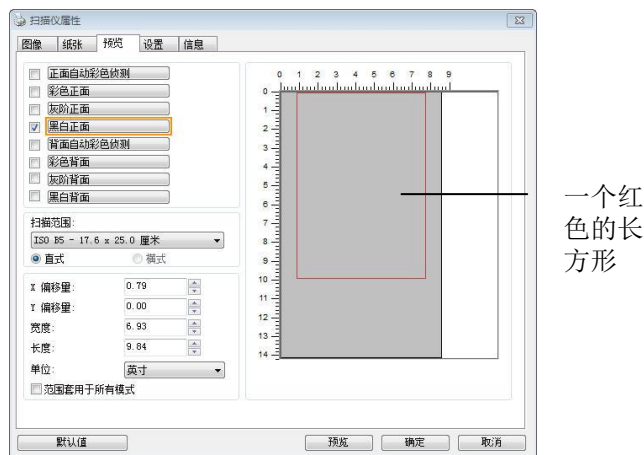 扫描仪属性
图像 纸张 预览 设置 信息
正面自动彩色侦测
彩色正面
灰阶正面
黑白正面
背面自动彩色侦测
彩色背面
灰阶背面
黑白背面
扫描范围:
ISO B5 - 17.6 x 25.0 厘米
直式 横式
X 偏移量: 0.79
Y 偏移量: 0.00
宽度: 6.93
长度: 9.84
单位: 英寸
范围套用于所有模式
0 1 2 3 4 5 6 7 8 9
0
1
2
3
4
5
6
7
8
9
10
11
12
13
14
一个红
色的长
方形
默认值 预览 确定 取消